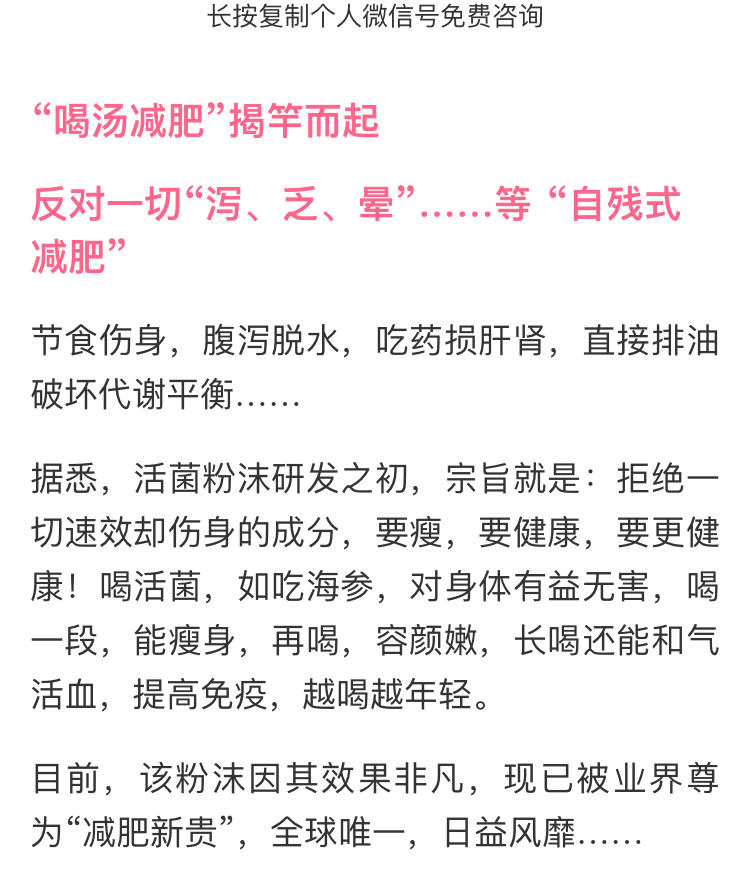 长按复制个人微信号免费咨询
“喝汤减肥”揭竿而起
反对一切“泻、乏、晕”……等 “自残式
减肥”
节食伤身，腹泻脱水，吃药损肝肾，直接排油
破坏代谢平衡……
据悉，活菌粉沫研发之初，宗旨就是：拒绝一
切速效却伤身的成分，要瘦，要健康，要更健
康！喝活菌，如吃海参，对身体有益无害，喝
一段，能瘦身，再喝，容颜嫩，长喝还能和气
活血，提高免疫，越喝越年轻。
目前，该粉沫因其效果非凡，现已被业界尊
为“减肥新贵”，全球唯一，日益风靡……